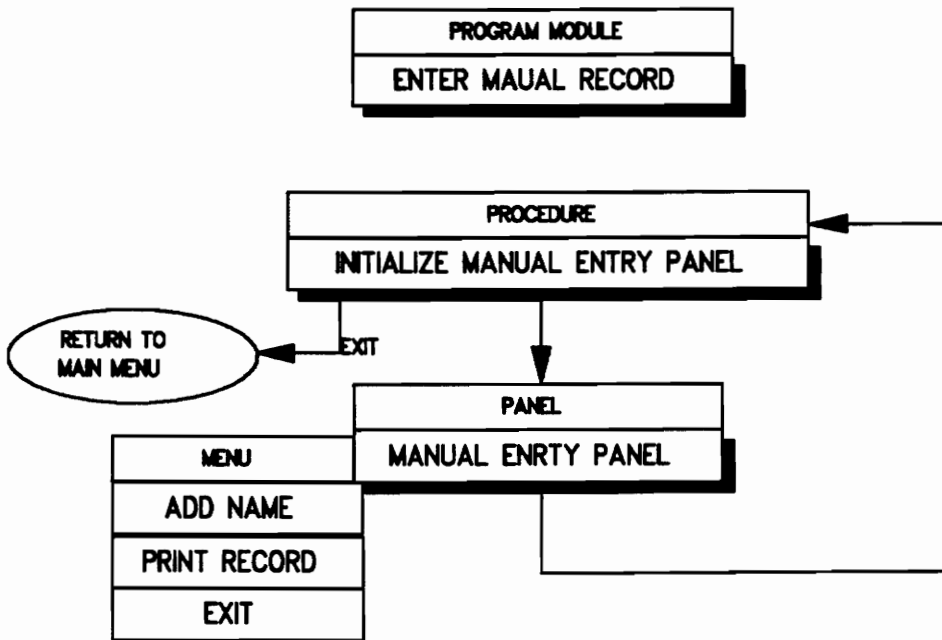 PROGRAM MODULE
ENTER MAUAL RECORD
PROCEDURE
INITIALIZE MANUAL ENTRY PANEL
EXIT
RETURN TO
MAIN MENU
PANEL
MANUAL ENRTY PANEL
MENU
ADD NAME
PRINT RECORD
EXIT